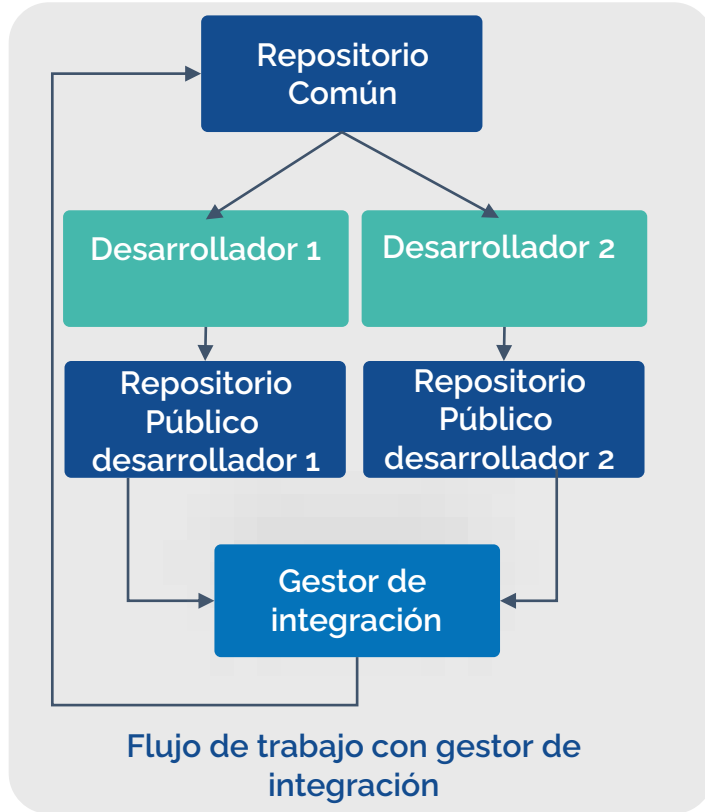 Repositorio
Común
Desarrollador 1
Desarrollador 2
Repositorio
Público
desarrollador 1
Repositorio
Público
desarrollador 2
Gestor de
integración
Flujo de trabajo con gestor de
integración